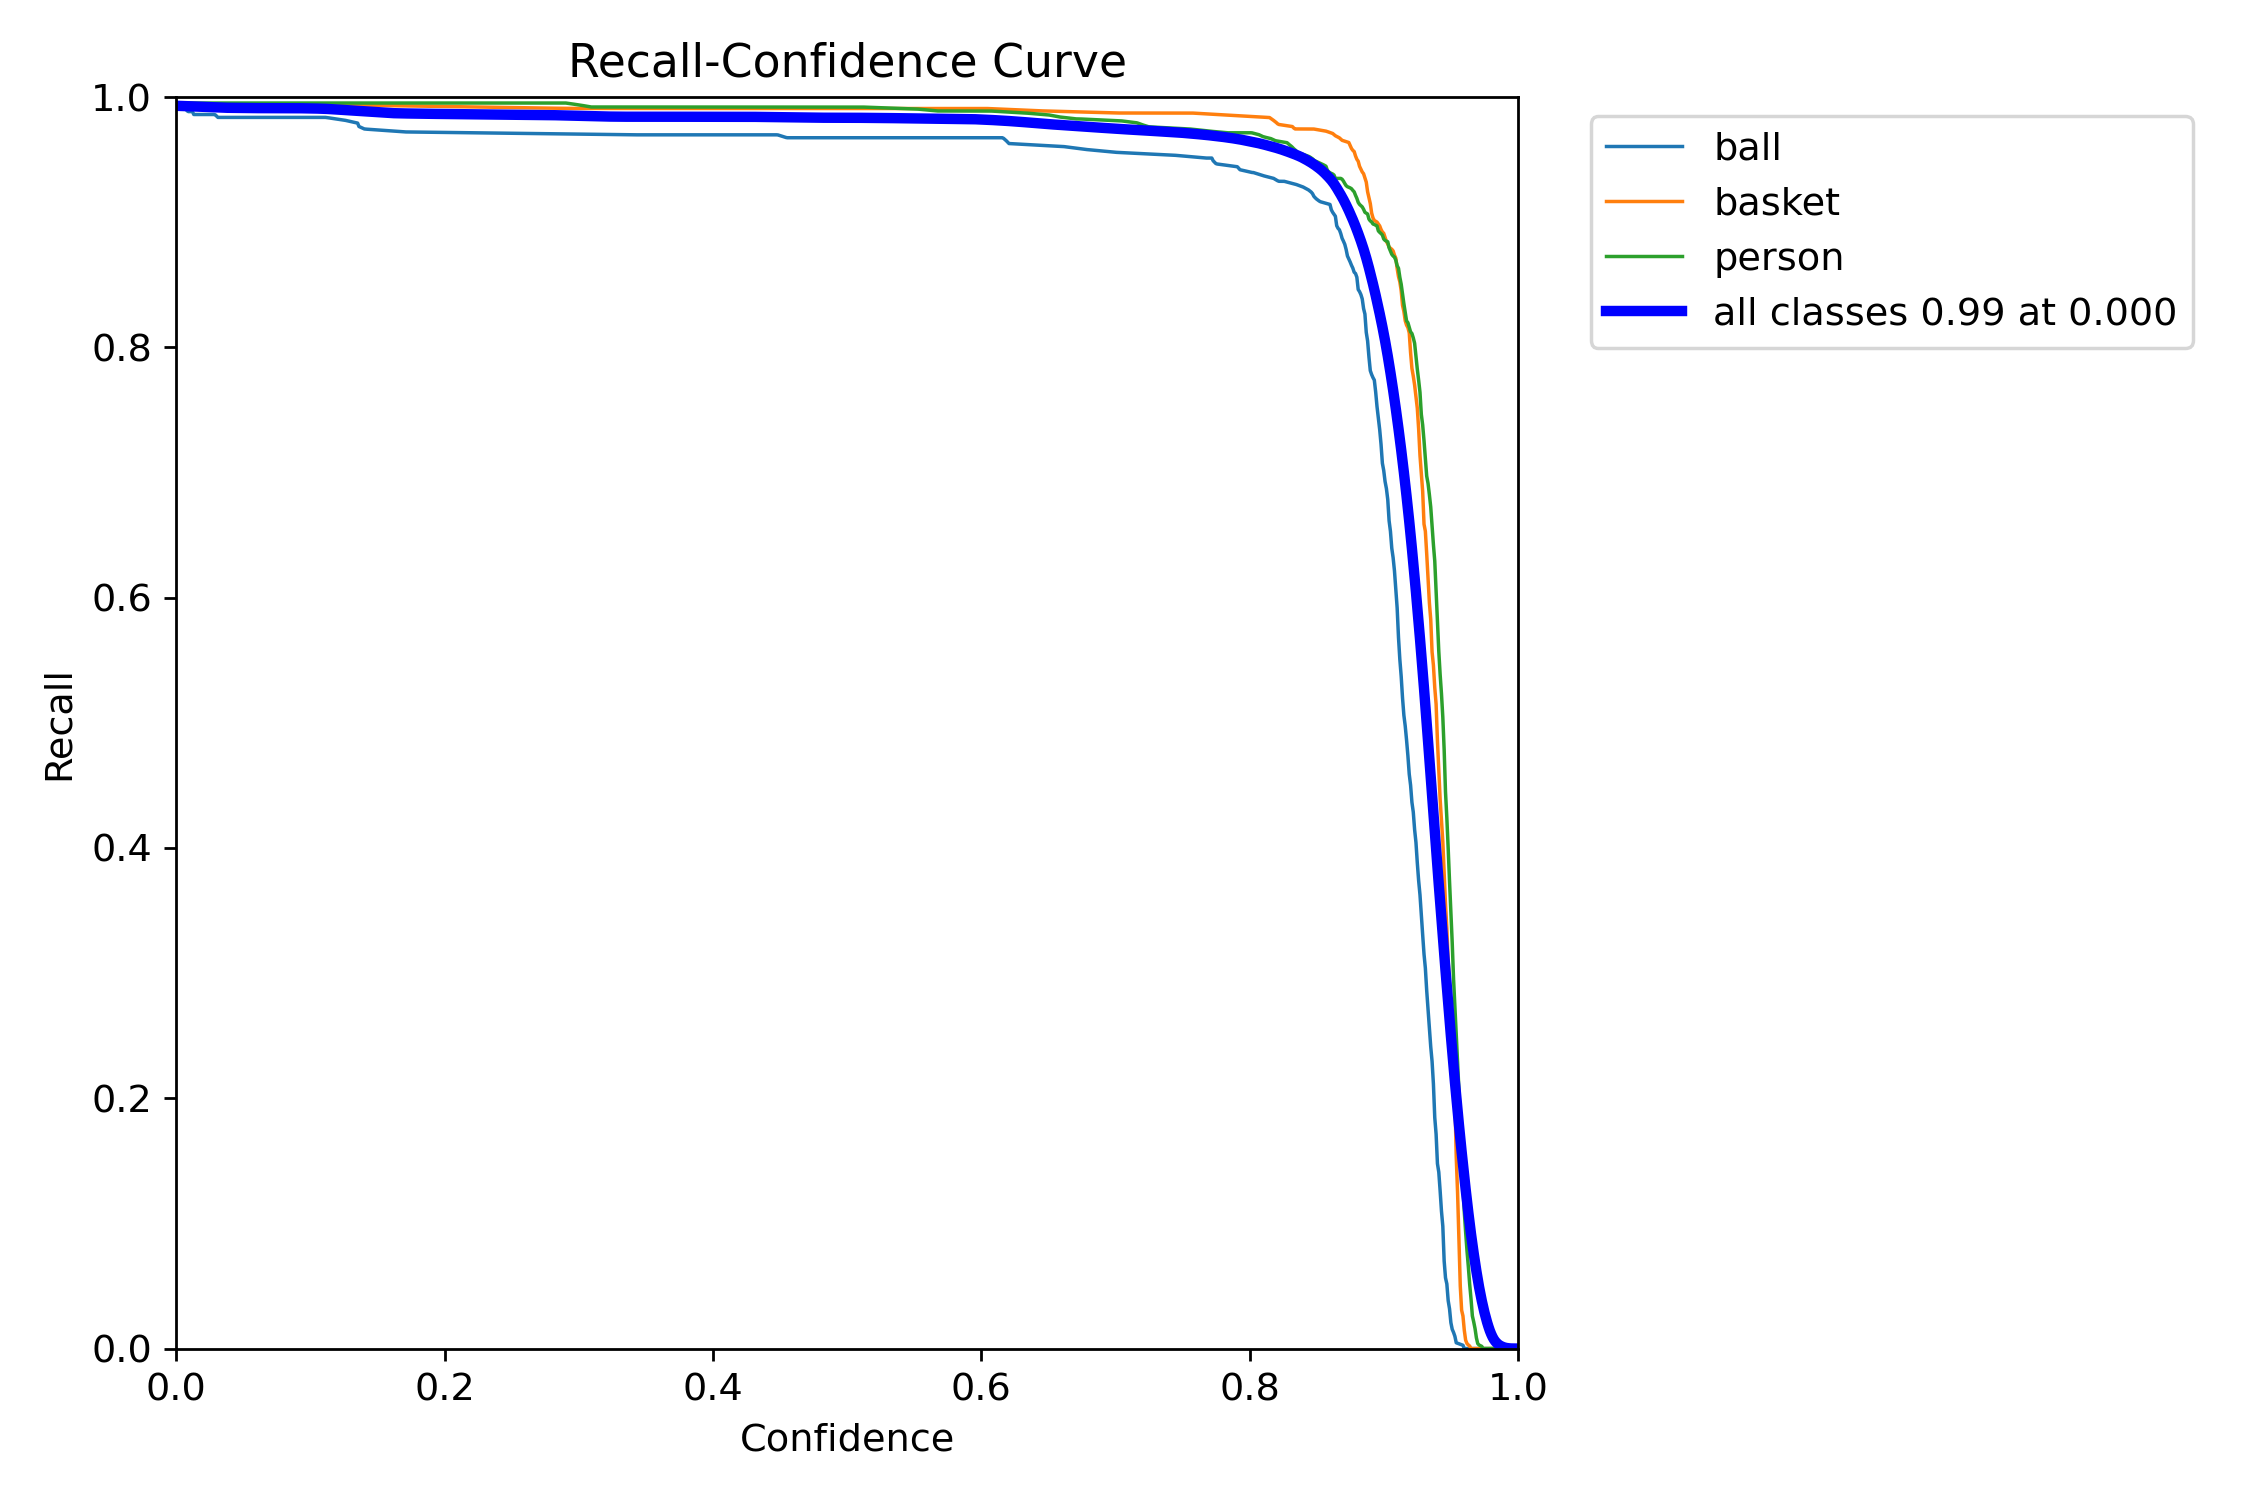 Recall-Confidence Curve
1.0
0.8
0.6
0.4
0.2
0.0
Recall
0.0 0.2 0.4 0.6 0.8 1.0
Confidence
ball
basket
person
all classes 0.99 at 0.000